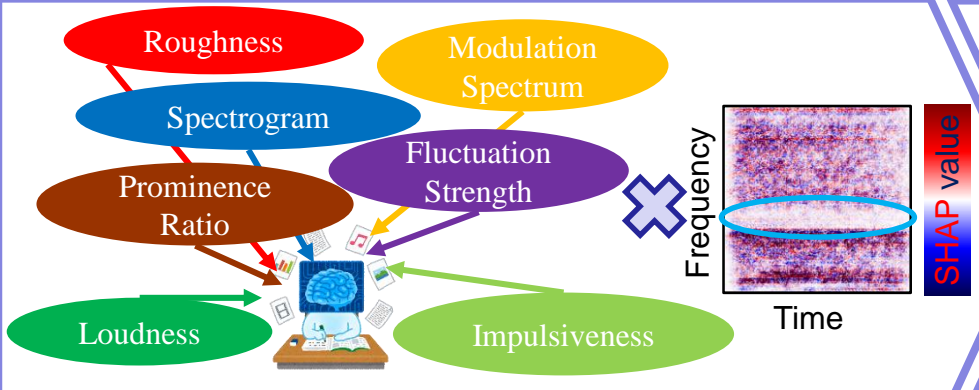 Roughness
Modulation
Spectrum
Spectrogram
Fluctuation
Strength
Prominence
Ratio
Loudness
Impulsiveness
Frequency
Time
SHAP value